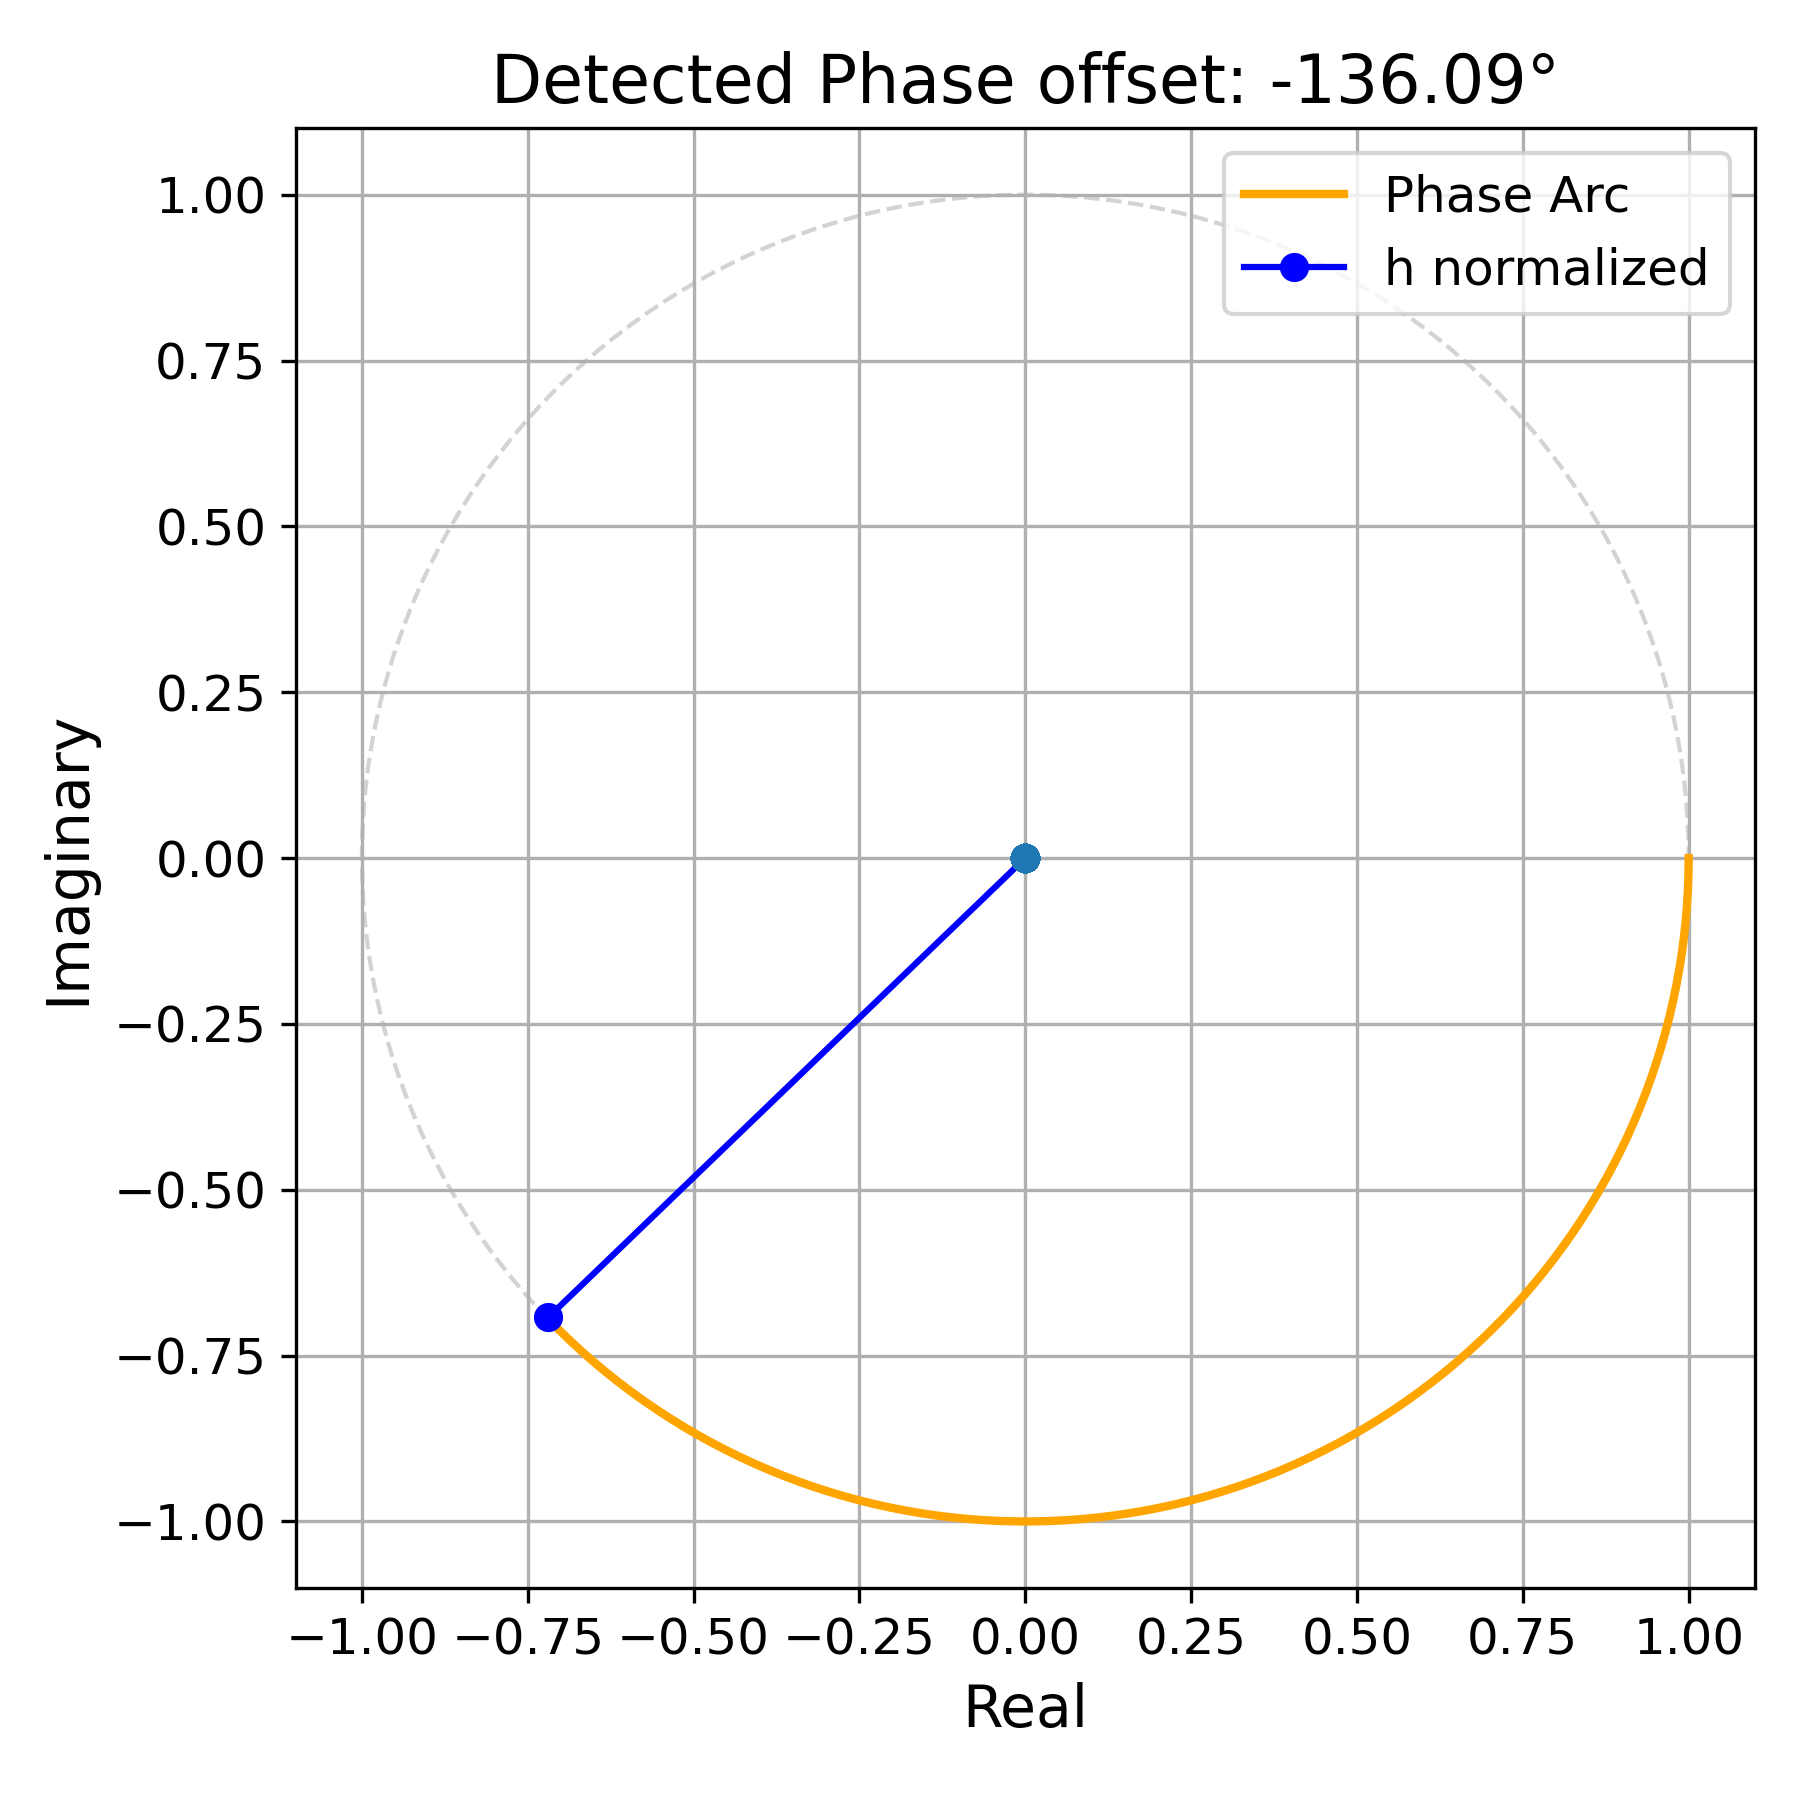 Detected Phase offset: -136.09°
Phase Arc
h normalized
1.00
0.75
0.50
0.25
0.00
−0.25
−0.50
−0.75
−1.00
Imaginary
−1.00 −0.75 −0.50 −0.25 0.00 0.25 0.50 0.75 1.00
Real